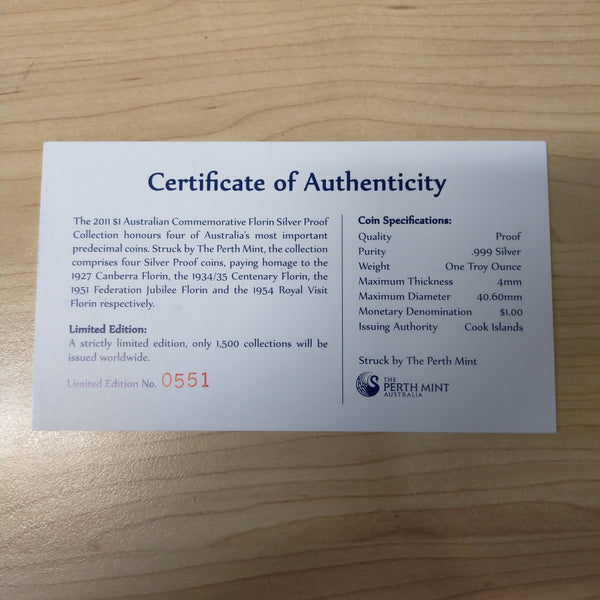 Certificate of Authenticity
The 2011 $1 Australian Commemorative Florin Silver Proof
Collection honours four of Australia's most important
predecimal coins. Struck by The Perth Mint, the collection
comprises four Silver Proof coins, paying homage to the
1927 Canberra Florin, the 1934/35 Centenary Florin, the
1951 Federation Jubilee Florin and the 1954 Royal Visit
Florin respectively.
Limited Edition:
A strictly limited edition, only 1,500 collections will be
issued worldwide.
Limited Edition No. 0551
Coin Specifications:
Quality Proof
Purity .999 Silver
Weight One Troy Ounce
Maximum Thickness 4mm
Maximum Diameter 40.60mm
Monetary Denomination $1.00
Issuing Authority Cook Islands
Struck by The Perth Mint
THE
PERTH MINT
AUSTRALIA